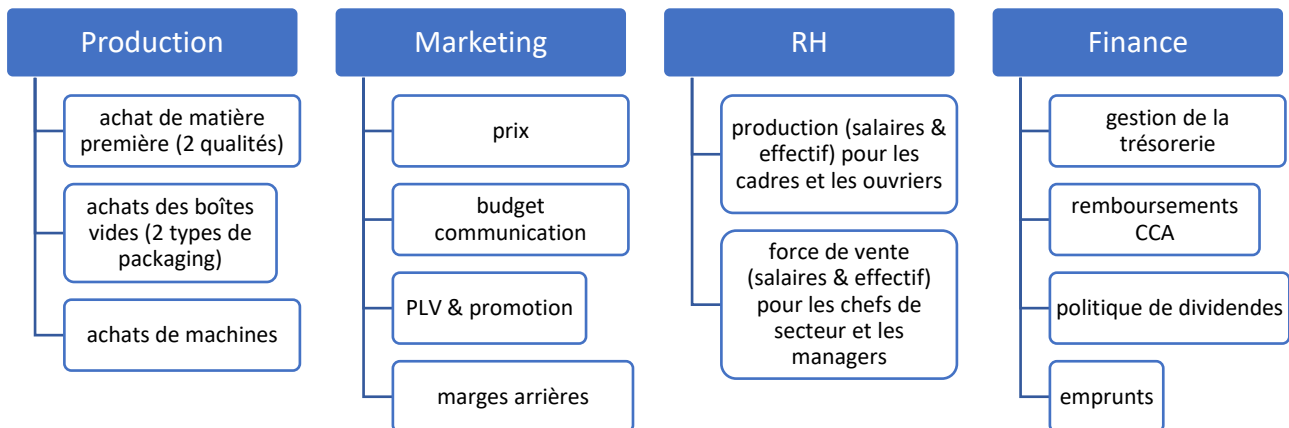 Production
achat de matière
première (2 qualités)
achats des boîtes
vides (2 types de
packaging)
achats de machines
Marketing
prix
budget
communication
PLV & promotion
marges arrières
RH
production (salaires &
effectif) pour les
cadres et les ouvriers
force de vente
(salaires & effectif)
pour les chefs de
secteur et les
managers
Finance
gestion de la
trésorerie
remboursements
CCA
politique de dividendes
emprunts